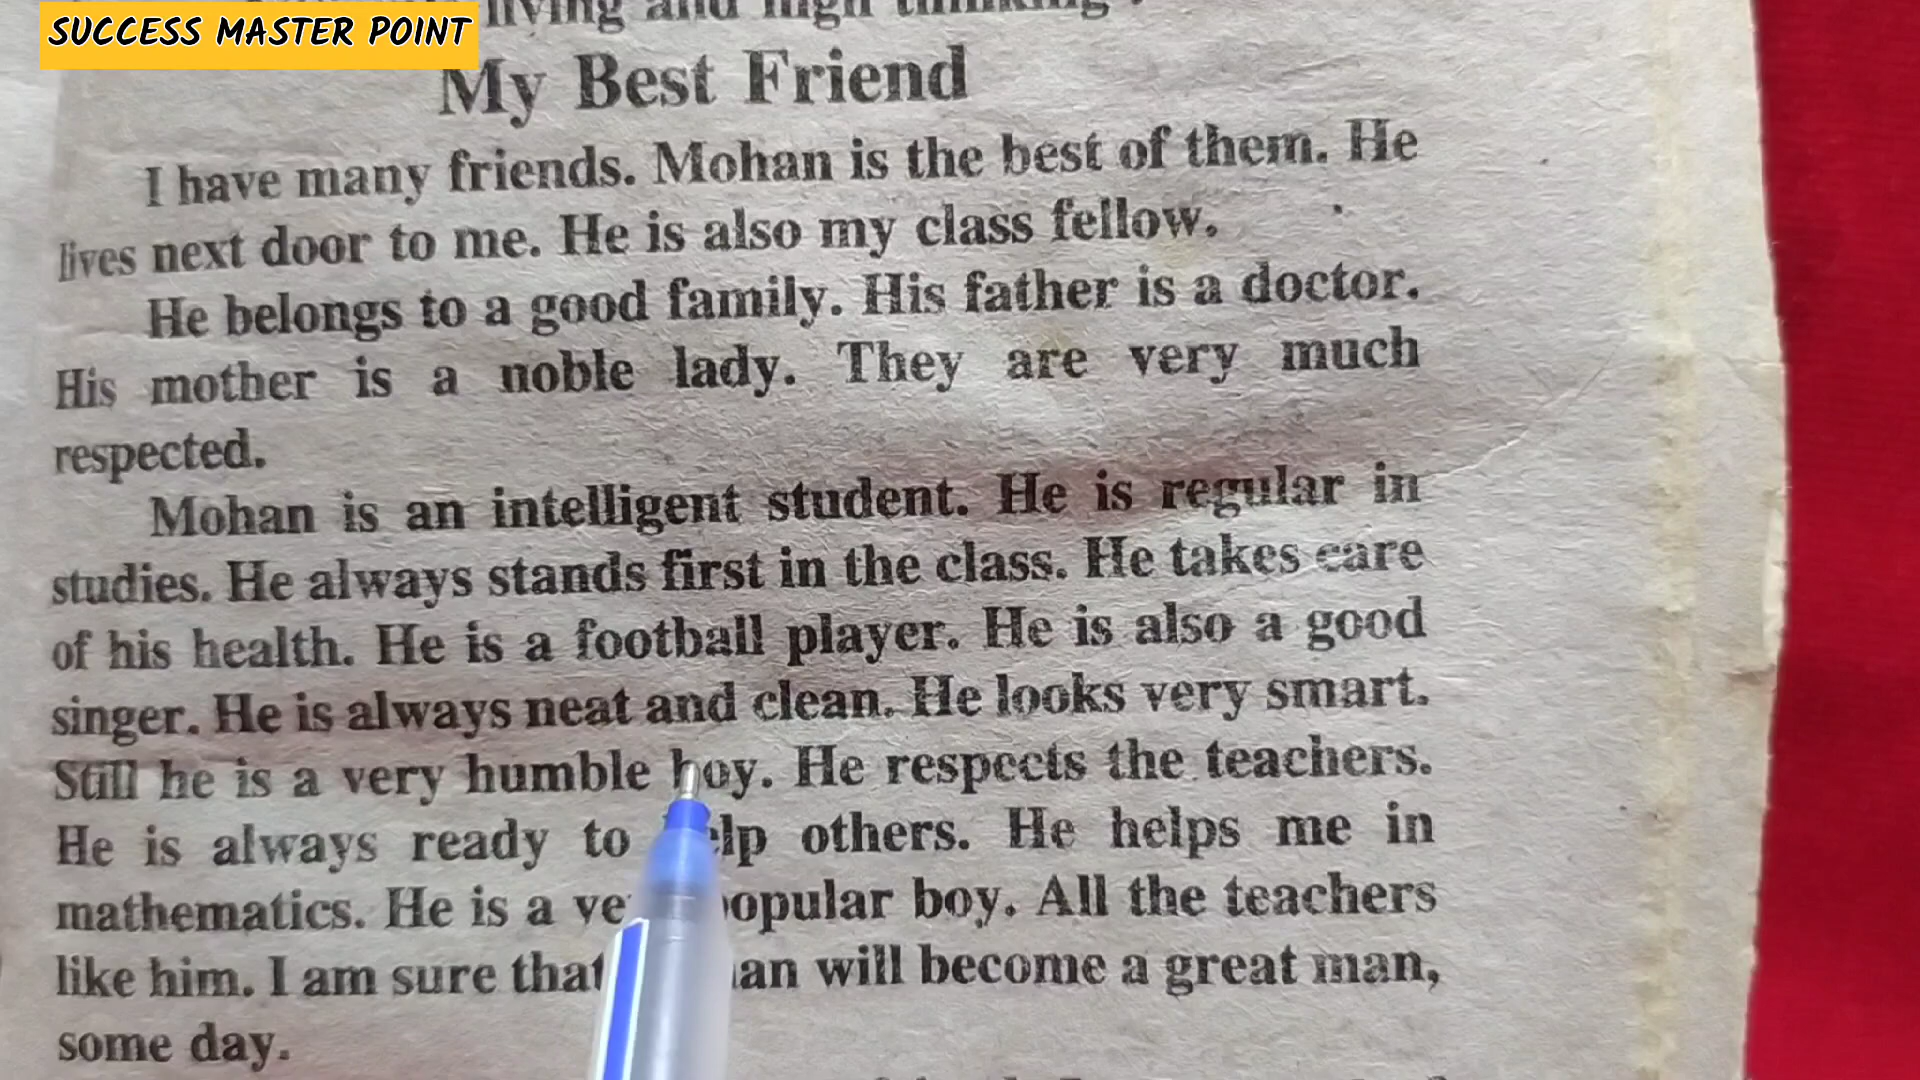 SUCCESS MASTER POINT
living and high thinking
My Best Friend
I have many friends. Mohan is the best of them. He
lives next door to me. He is also my class fellow.
He belongs to a good family. His father is a doctor.
His mother is a noble lady. They are very much
respected.
Mohan is an intelligent student. He is regular in
studies. He always stands first in the class. He takes care
of his health. He is a football player. He is also a good
singer. He is always neat and clean. He looks very smart.
Still he is a very humble boy. He respects the teachers.
He is always ready to elp others. He helps me in
mathematics. He is a ve opular boy. All the teachers
like him. I am sure that an will become a great man,
some day.